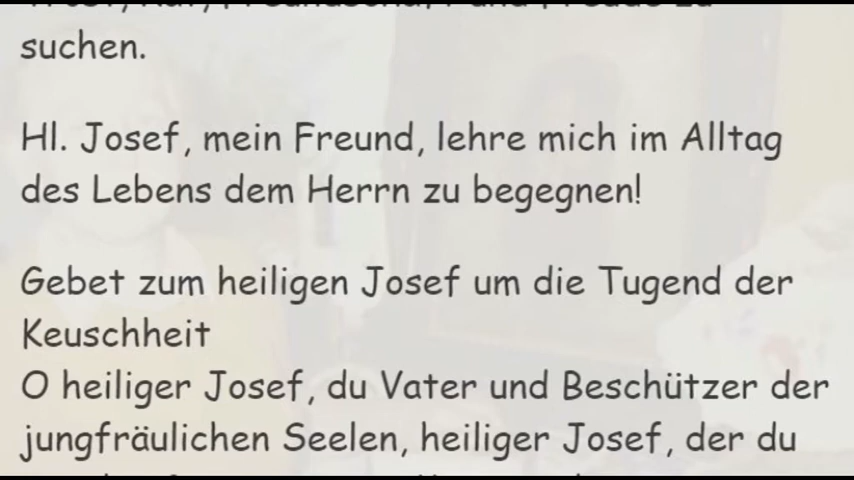 suchen.
Hl. Josef, mein Freund, lehre mich im Alltag
des Lebens dem Herrn zu begegnen!
Gebet zum heiligen Josef um die Tugend der
Keuschheit
O heiliger Josef, du Vater und Beschützer der
jungfräulichen Seelen, heiliger Josef, der du